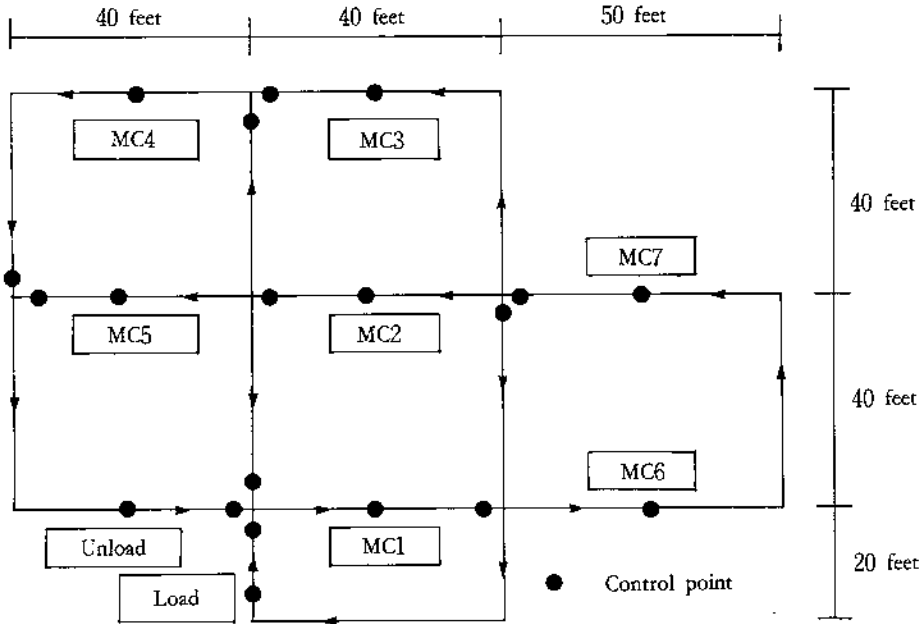 40 feet
40 feet
50 feet
MC4
MC3
40 feet
MC7
MC5
MC2
40 feet
MC6
Unload
MC1
20 feet
Load
Control point